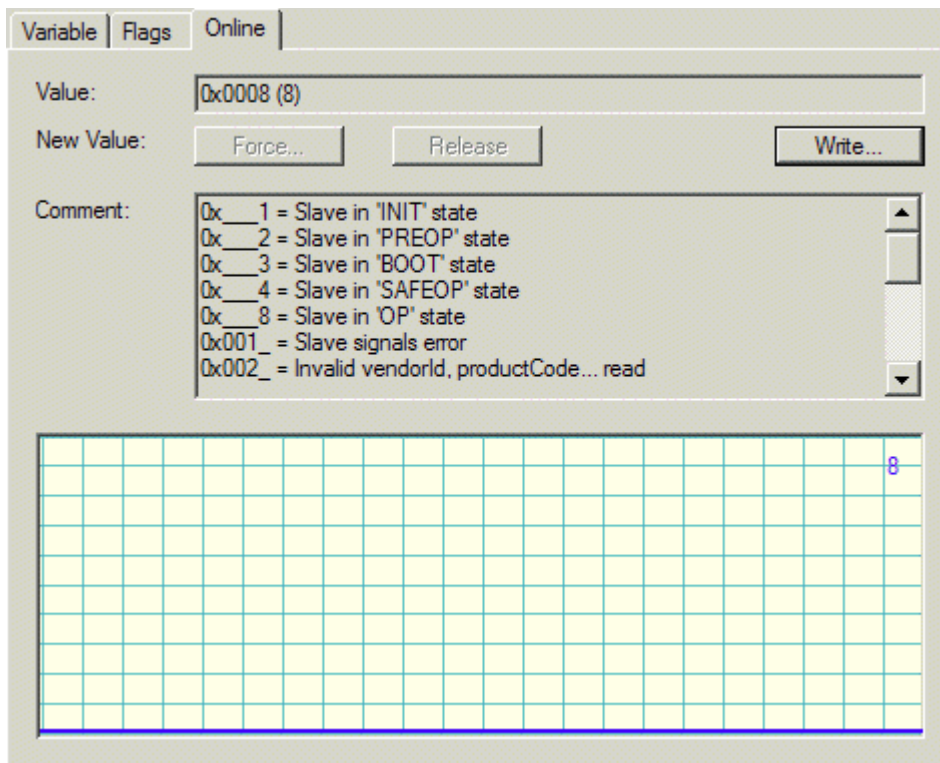 Variable Flags Online
Value: 0x0008 (8)
New Value: Force... Release Write...
Comment: 0x___1 = Slave in 'INIT' state
0x___2 = Slave in 'PREOP' state
0x___3 = Slave in 'BOOT' state
0x___4 = Slave in 'SAFEOP' state
0x___8 = Slave in 'OP' state
0x001_ = Slave signals error
0x002_ = Invalid vendorId, productCode... read
8